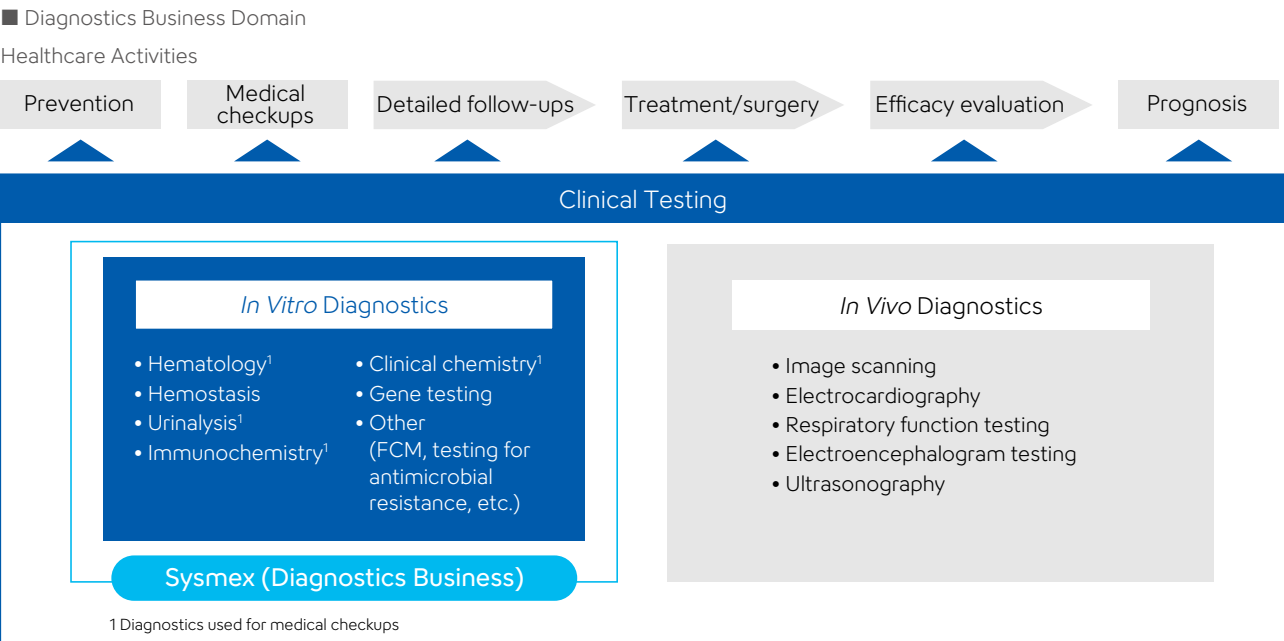 ■ Diagnostics Business Domain
Healthcare Activities
Prevention
Medical
checkups
Detailed follow-ups
Treatment/surgery
Efficacy evaluation
Prognosis
Clinical Testing
In Vitro Diagnostics
• Hematology¹
• Hemostasis
• Urinalysis¹
• Immunochemistry¹
• Clinical chemistry¹
• Gene testing
• Other
(FCM, testing for
antimicrobial
resistance, etc.)
Sysmex (Diagnostics Business)
In Vivo Diagnostics
• Image scanning
• Electrocardiography
• Respiratory function testing
• Electroencephalogram testing
• Ultrasonography
1 Diagnostics used for medical checkups